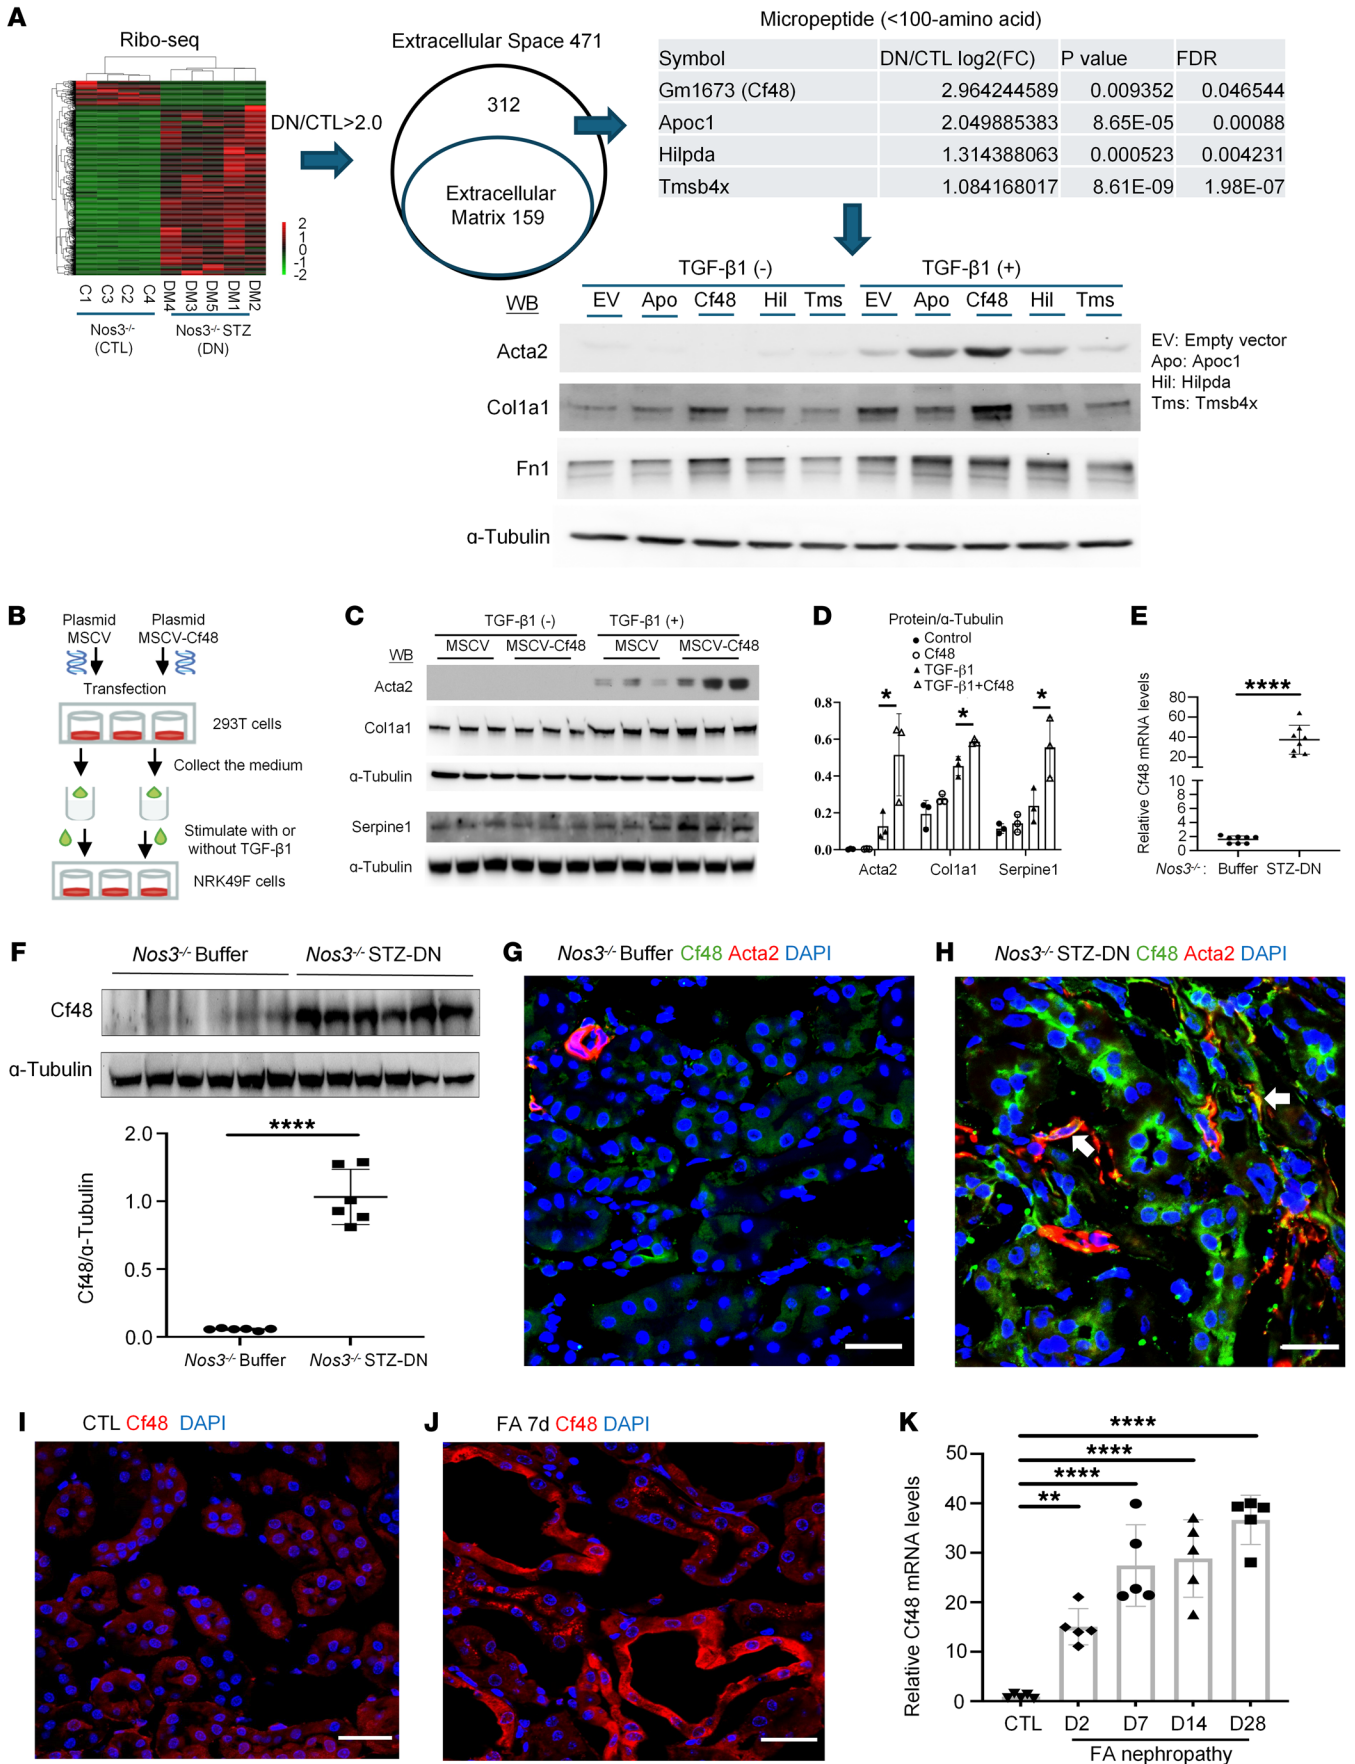 A
Ribo-seq
DN/CTL>2.0
2
1
0
-1
-2
C1
C3
C2
C4
DM4
DM3
DM5
DM1
DM2
Nos3-/-
(CTL)
Nos3-/- STZ
(DN)
Extracellular Space 471
312
Extracellular
Matrix 159
Micropeptide (<100-amino acid)
Symbol DN/CTL log2(FC) P value FDR
Gm1673 (Cf48) 2.964244589 0.009352 0.046544
Apoc1 2.049885383 8.65E-05 0.00088
Hilpda 1.314388063 0.000523 0.004231
Tmsb4x 1.084168017 8.61E-09 1.98E-07
TGF-β1 (-) TGF-β1 (+)
WB EV Apo Cf48 Hil Tms EV Apo Cf48 Hil Tms
Acta2
Col1a1
Fn1
α-Tubulin
EV: Empty vector
Apo: Apoc1
Hil: Hilpda
Tms: Tmsb4x
B
Plasmid Plasmid
MSCV MSCV-Cf48
Transfection
293T cells
Collect the medium
Stimulate with or
without TGF-β1
NRK49F cells
C
TGF-β1 (-) TGF-β1 (+)
MSCV MSCV-Cf48 MSCV MSCV-Cf48
WB
Acta2
Col1a1
α-Tubulin
Serpine1
α-Tubulin
D
Protein/α-Tubulin
Control
Cf48
TGF-β1
TGF-β1+Cf48
0.8
0.6
0.4
0.2
0.0
* * *
Acta2 Col1a1 Serpine1
E
Relative Cf48 mRNA levels
80
60
40
20
10
8
6
4
2
0
****
Nos3-/-: Buffer STZ-DN
F
Nos3-/- Buffer Nos3-/- STZ-DN
Cf48
α-Tubulin
Cf48/α-Tubulin
2.0
1.0
0.5
0.0
****
Nos3-/- Buffer Nos3-/- STZ-DN
G
Nos3-/- Buffer Cf48 Acta2 DAPI
H
Nos3-/- STZ-DN Cf48 Acta2 DAPI
I
CTL Cf48 DAPI
J
FA 7d Cf48 DAPI
K
Relative Cf48 mRNA levels
50
40
30
20
10
0
****
****
****
**
CTL D2 D7 D14 D28
FA nephropathy